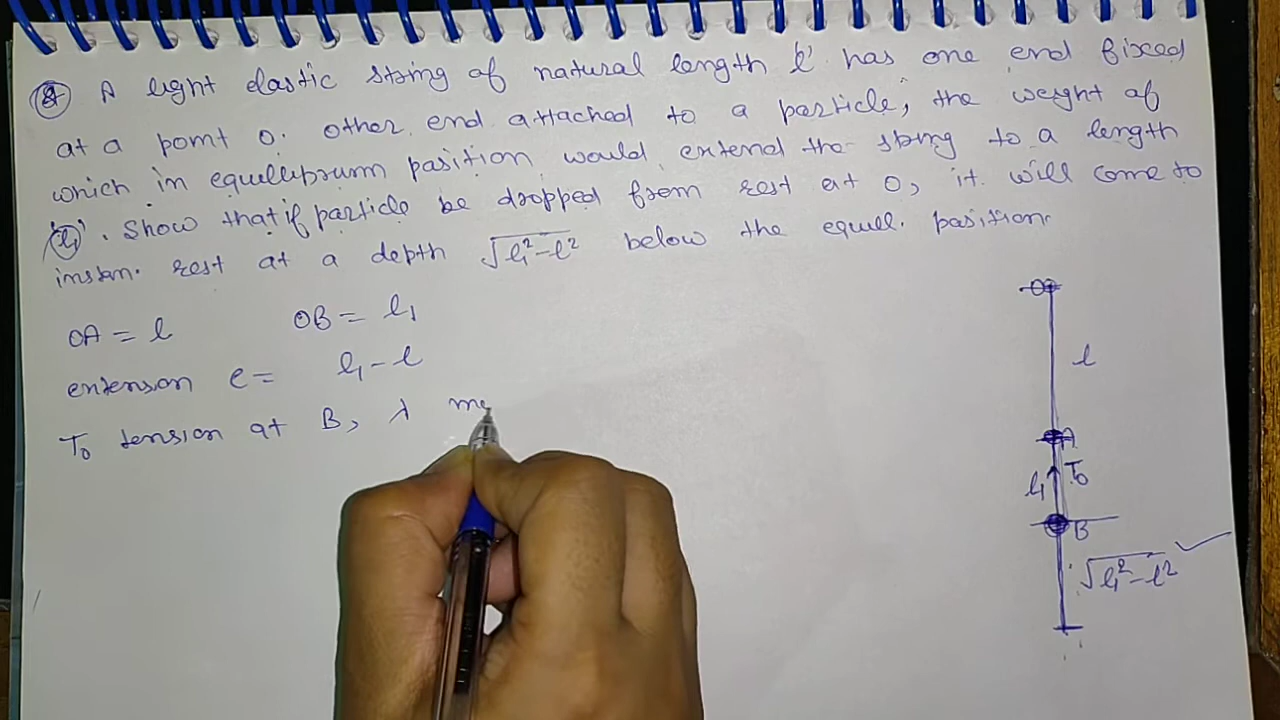 A light elastic string of natural length 'l' has one end fixed
at a point O. Other end attached to a particle, the weight of
which in equillibrium position would extend the string to a length
'l₁'. Show that if particle be dropped from rest at O, it will come to
instan. rest at a depth √(l₁² - l²) below the equll. position.
OA = l OB = l₁
extension e = l₁ - l
T₀ tension at B, λ me
O
l
A
l₁ T₀
B
√(l₁² - l²)